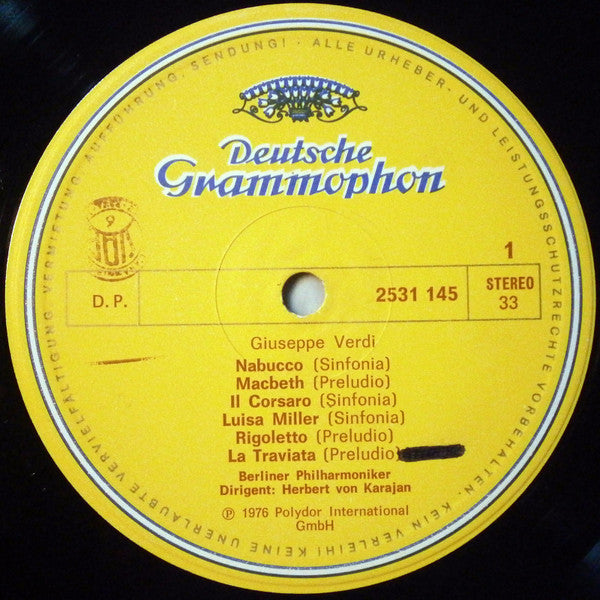 VERVIELFÄLTIGUNG, VERMIETUNG, AUFFÜHRUNG, SENDUNG! · ALLE URHEBER- UND LEISTUNGSSCHUTZRECHTE VORBEHALTEN. KEIN VERLEIH! KEINE UNERLAUBTE
Deutsche
Grammophon
9
1
D.P.
2531 145
STEREO
33
Giuseppe Verdi
Nabucco (Sinfonia)
Macbeth (Preludio)
Il Corsaro (Sinfonia)
Luisa Miller (Sinfonia)
Rigoletto (Preludio)
La Traviata (Preludio)
Berliner Philharmoniker
Dirigent: Herbert von Karajan
℗ 1976 Polydor International
GmbH